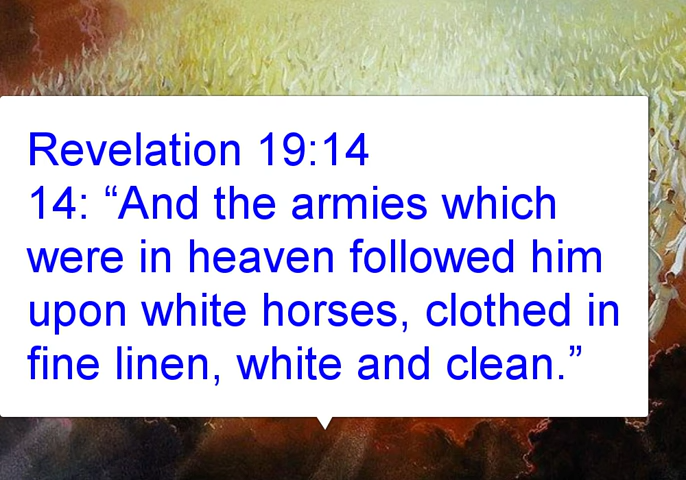 Revelation 19:14
14: “And the armies which
were in heaven followed him
upon white horses, clothed in
fine linen, white and clean.”